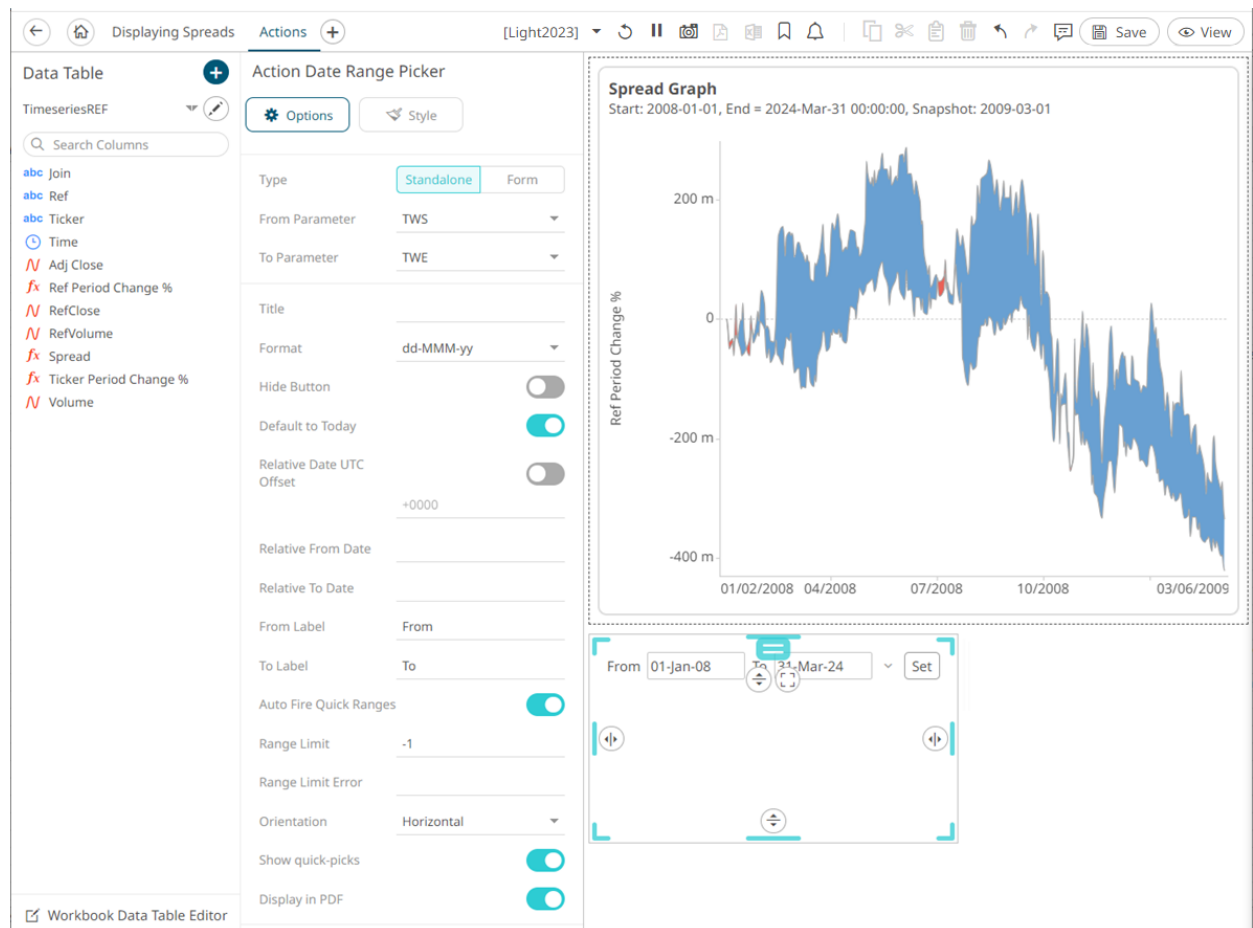 Displaying Spreads Actions [Light2023] Save View
Data Table
TimeseriesREF
Search Columns
abc Join
abc Ref
abc Ticker
Time
Adj Close
fx Ref Period Change %
RefClose
RefVolume
fx Spread
fx Ticker Period Change %
Volume
Workbook Data Table Editor
Action Date Range Picker
Options Style
Type Standalone Form
From Parameter TWS
To Parameter TWE
Title
Format dd-MMM-yy
Hide Button
Default to Today
Relative Date UTC
Offset
+0000
Relative From Date
Relative To Date
From Label From
To Label To
Auto Fire Quick Ranges
Range Limit -1
Range Limit Error
Orientation Horizontal
Show quick-picks
Display in PDF
Spread Graph
Start: 2008-01-01, End = 2024-Mar-31 00:00:00, Snapshot: 2009-03-01
Ref Period Change %
200 m
0
-200 m
-400 m
01/02/2008 04/2008 07/2008 10/2008 03/06/2009
From 01-Jan-08 To 31-Mar-24 Set